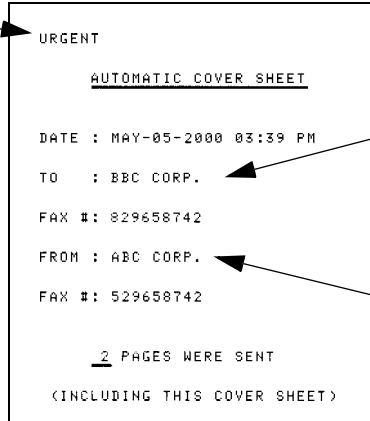 URGENT
AUTOMATIC COVER SHEET
DATE : MAY-05-2000 03:39 PM
TO : BBC CORP.
FAX #: 829658742
FROM : ABC CORP.
FAX #: 529658742
2 PAGES WERE SENT
(INCLUDING THIS COVER SHEET)